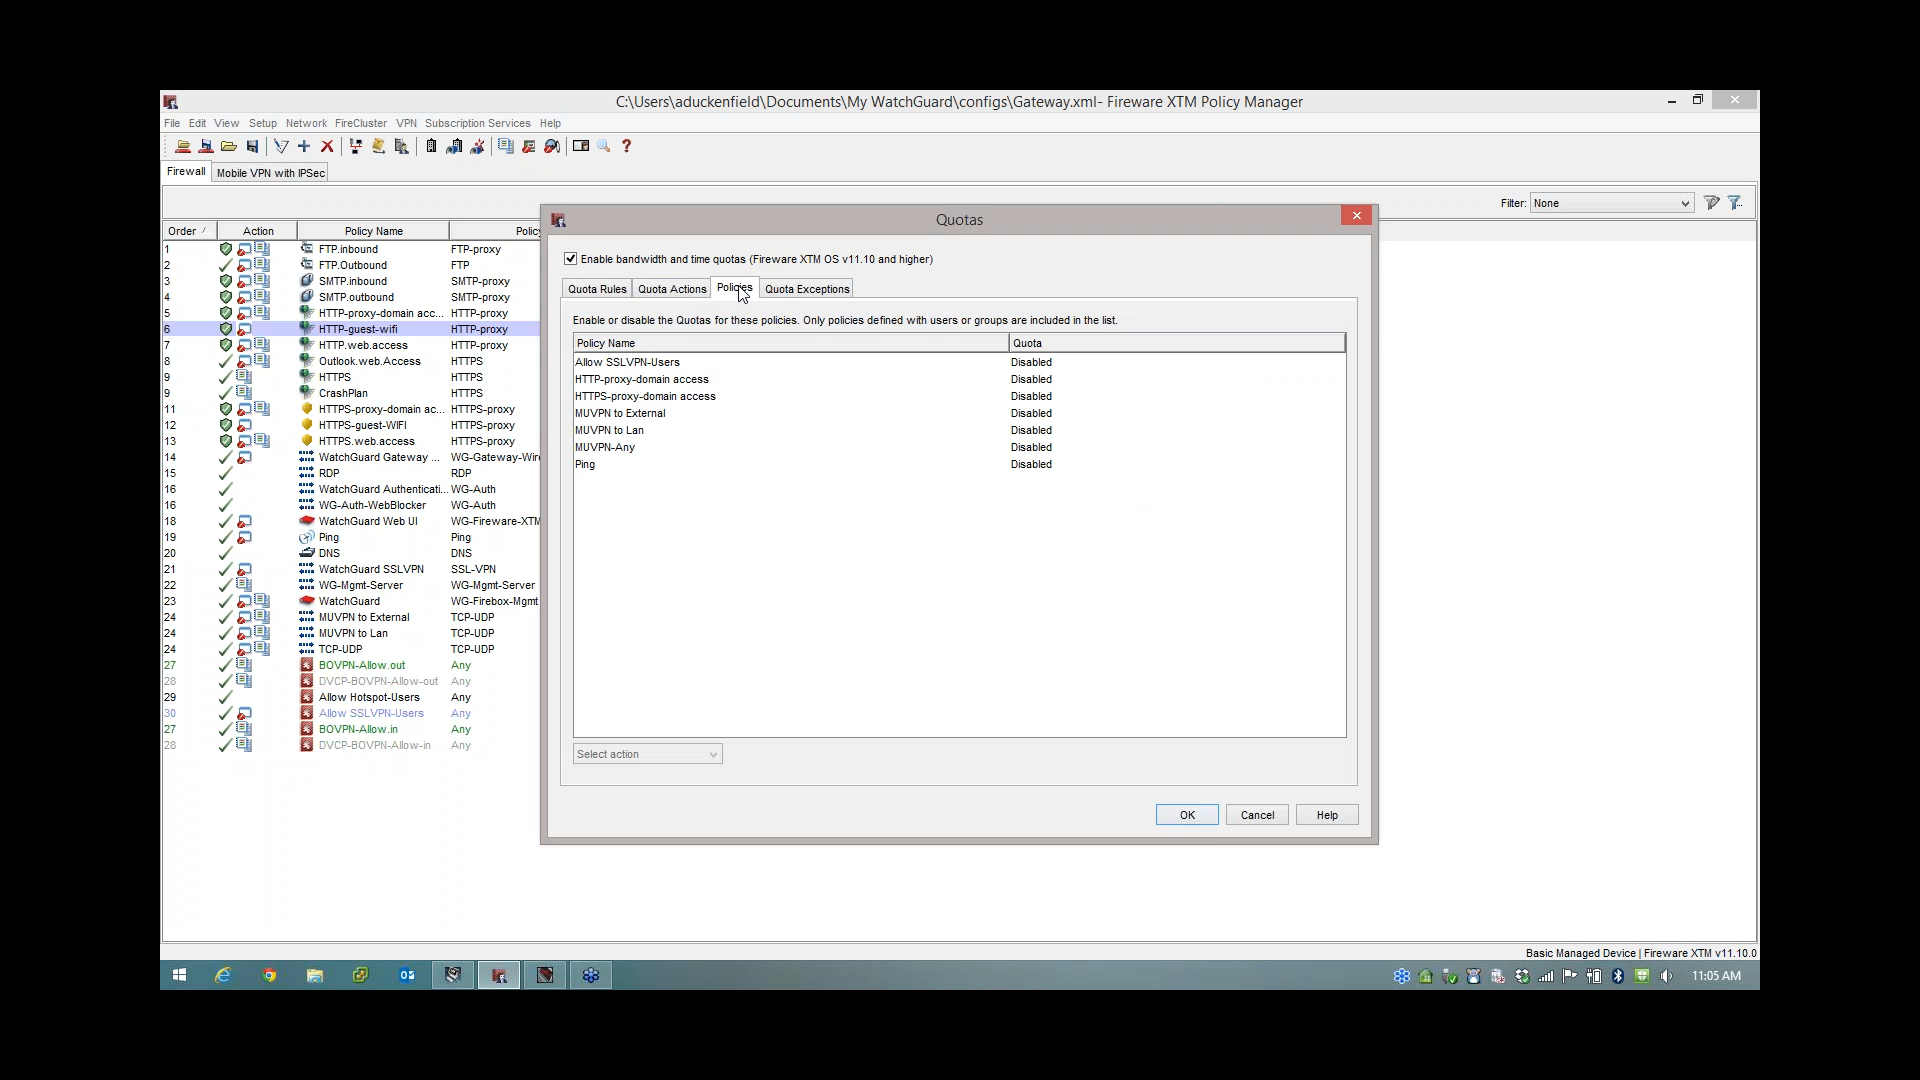 C:\Users\aduckenfield\Documents\My WatchGuard\configs\Gateway.xml- Fireware XTM Policy Manager
File Edit View Setup Network FireCluster VPN Subscription Services Help
Firewall Mobile VPN with IPSec
Filter: None
Order / Action Policy Name Policy
1 FTP.inbound FTP-proxy
2 FTP.Outbound FTP
3 SMTP.inbound SMTP-proxy
4 SMTP.outbound SMTP-proxy
5 HTTP-proxy-domain acc... HTTP-proxy
6 HTTP-guest-wifi HTTP-proxy
7 HTTP.web.access HTTP-proxy
8 Outlook.web.Access HTTPS
9 HTTPS HTTPS
9 CrashPlan HTTPS
11 HTTPS-proxy-domain ac... HTTPS-proxy
12 HTTPS-guest-WIFI HTTPS-proxy
13 HTTPS.web.access HTTPS-proxy
14 WatchGuard Gateway ... WG-Gateway-Wir
15 RDP RDP
16 WatchGuard Authenticati... WG-Auth
16 WG-Auth-WebBlocker WG-Auth
18 WatchGuard Web UI WG-Fireware-XTM
19 Ping Ping
20 DNS DNS
21 WatchGuard SSLVPN SSL-VPN
22 WG-Mgmt-Server WG-Mgmt-Server
23 WatchGuard WG-Firebox-Mgmt
24 MUVPN to External TCP-UDP
24 MUVPN to Lan TCP-UDP
24 TCP-UDP TCP-UDP
27 BOVPN-Allow.out Any
28 DVCP-BOVPN-Allow-out Any
29 Allow Hotspot-Users Any
30 Allow SSLVPN-Users Any
27 BOVPN-Allow.in Any
28 DVCP-BOVPN-Allow-in Any
Quotas
Enable bandwidth and time quotas (Fireware XTM OS v11.10 and higher)
Quota Rules Quota Actions Policies Quota Exceptions
Enable or disable the Quotas for these policies. Only policies defined with users or groups are included in the list.
Policy Name Quota
Allow SSLVPN-Users Disabled
HTTP-proxy-domain access Disabled
HTTPS-proxy-domain access Disabled
MUVPN to External Disabled
MUVPN to Lan Disabled
MUVPN-Any Disabled
Ping Disabled
Select action
OK Cancel Help
Basic Managed Device | Fireware XTM v11.10.0
11:05 AM